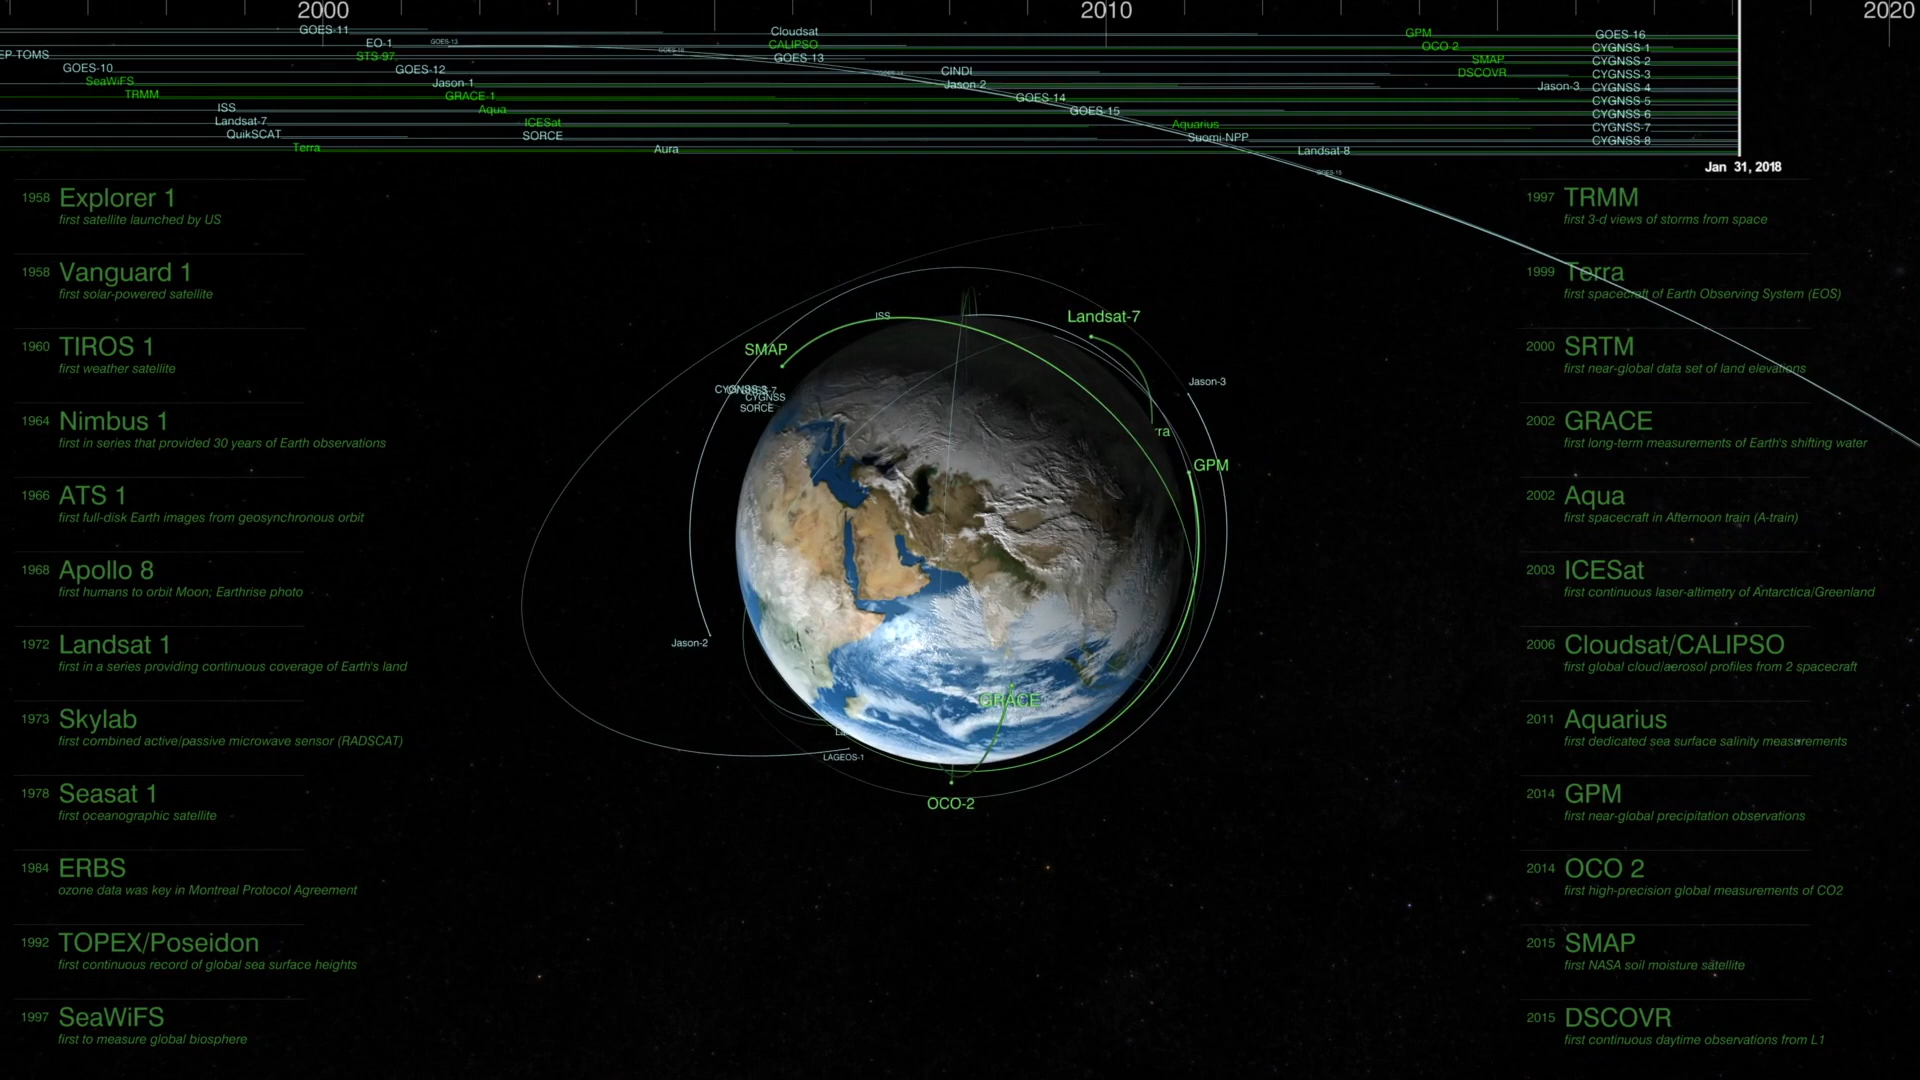 2000
2010
2020
GOES-11
Cloudsat
GPM
GOES-16
EO-1
GOES-13
CALIPSO
OCO 2
CYGNSS-1
EP-TOMS
STS-97
GOES-13
SMAP
CYGNSS-2
GOES-10
GOES-12
CINDI
DSCOVR
CYGNSS-3
SeaWiFS
Jason-1
Jason-2
Jason-3
CYGNSS-4
TRMM
GRACE-1
GOES-14
CYGNSS-5
ISS
Aqua
GOES-15
CYGNSS-6
Landsat-7
ICESat
Aquarius
CYGNSS-7
QuikSCAT
SORCE
Suomi-NPP
CYGNSS-8
Terra
Aura
Landsat-8
Jan 31, 2018
GOES-15
1958 Explorer 1
first satellite launched by US
1958 Vanguard 1
first solar-powered satellite
1960 TIROS 1
first weather satellite
1964 Nimbus 1
first in series that provided 30 years of Earth observations
1966 ATS 1
first full-disk Earth images from geosynchronous orbit
1968 Apollo 8
first humans to orbit Moon; Earthrise photo
1972 Landsat 1
first in a series providing continuous coverage of Earth's land
1973 Skylab
first combined active/passive microwave sensor (RADSCAT)
1978 Seasat 1
first oceanographic satellite
1984 ERBS
ozone data was key in Montreal Protocol Agreement
1992 TOPEX/Poseidon
first continuous record of global sea surface heights
1997 SeaWiFS
first to measure global biosphere
ISS
Landsat-7
SMAP
Jason-3
CYGNSS
SORCE
rra
GPM
Jason-2
GRACE
LAGEOS-1
OCO-2
1997 TRMM
first 3-d views of storms from space
1999 Terra
first spacecraft of Earth Observing System (EOS)
2000 SRTM
first near-global data set of land elevations
2002 GRACE
first long-term measurements of Earth's shifting water
2002 Aqua
first spacecraft in Afternoon train (A-train)
2003 ICESat
first continuous laser-altimetry of Antarctica/Greenland
2006 Cloudsat/CALIPSO
first global cloud/aerosol profiles from 2 spacecraft
2011 Aquarius
first dedicated sea surface salinity measurements
2014 GPM
first near-global precipitation observations
2014 OCO 2
first high-precision global measurements of CO2
2015 SMAP
first NASA soil moisture satellite
2015 DSCOVR
first continuous daytime observations from L1